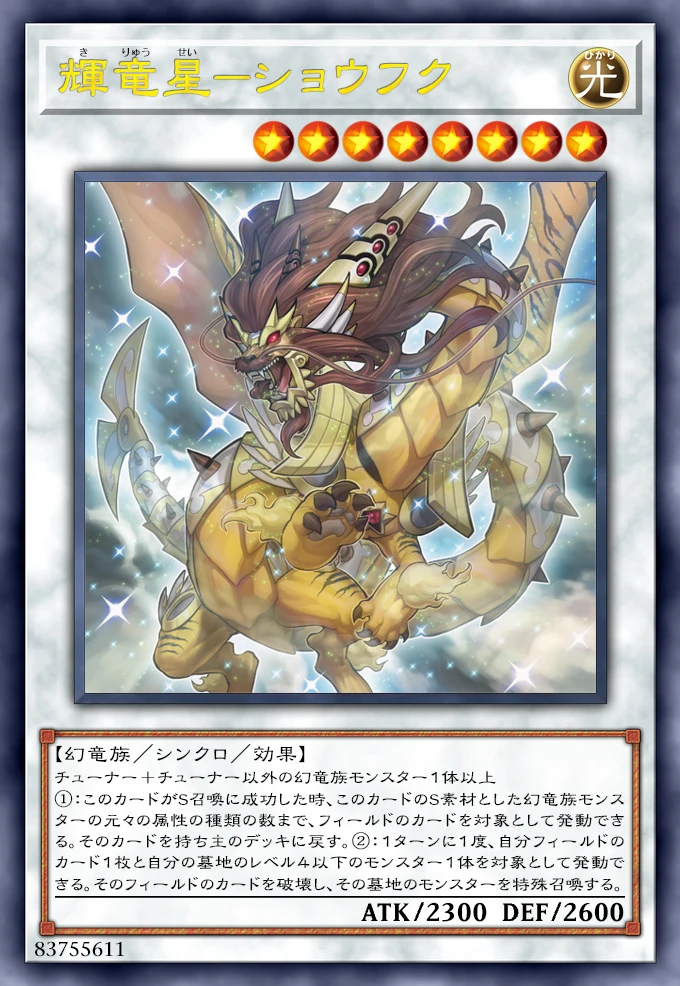 き りゅう せい
輝竜星－ショウフク
ひかり
光
【幻竜族／シンクロ／効果】
チューナー＋チューナー以外の幻竜族モンスター１体以上
①：このカードがS召喚に成功した時、このカードのS素材とした幻竜族モンス
ターの元々の属性の種類の数まで、フィールドのカードを対象として発動でき
る。そのカードを持ち主のデッキに戻す。②：１ターンに１度、自分フィールドの
カード１枚と自分の墓地のレベル４以下のモンスター１体を対象として発動で
きる。そのフィールドのカードを破壊し、その墓地のモンスターを特殊召喚する。
ATK/2300 DEF/2600
83755611